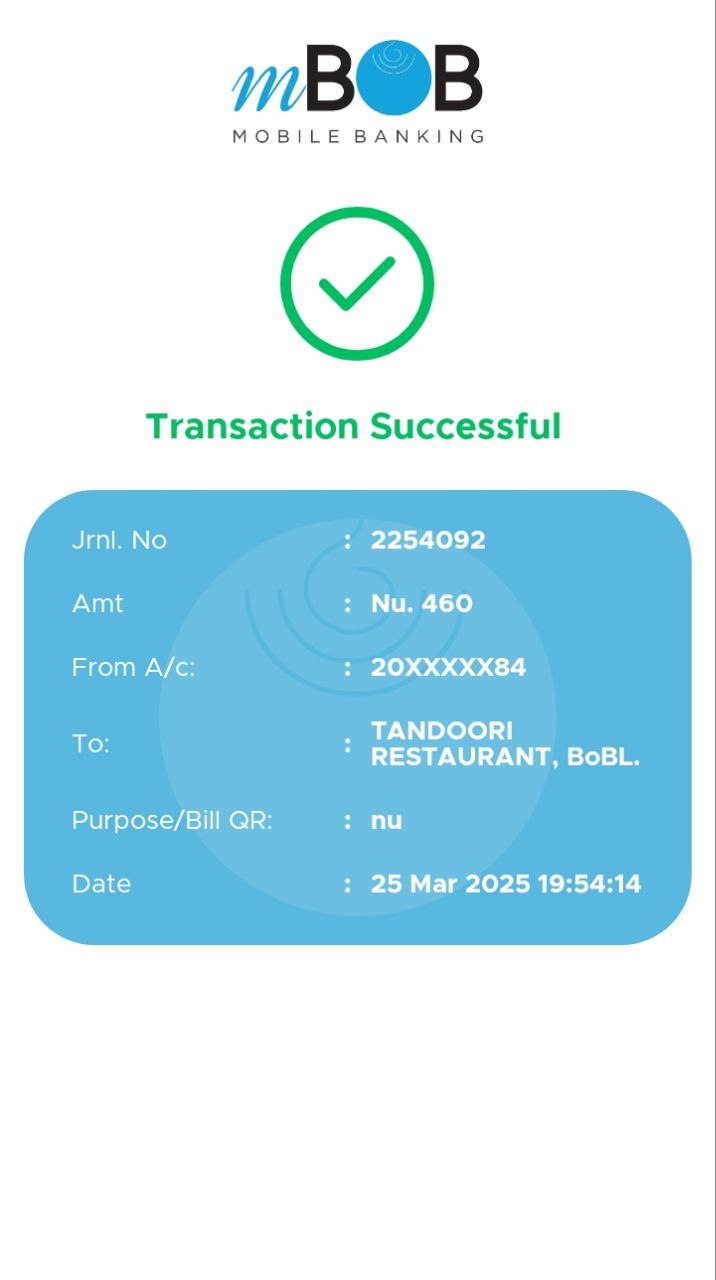 mBOB
MOBILE BANKING
Transaction Successful
Jrnl. No : 2254092
Amt : Nu. 460
From A/c: : 20XXXXX84
To: : TANDOORI
RESTAURANT, BoBL.
Purpose/Bill QR: : nu
Date : 25 Mar 2025 19:54:14